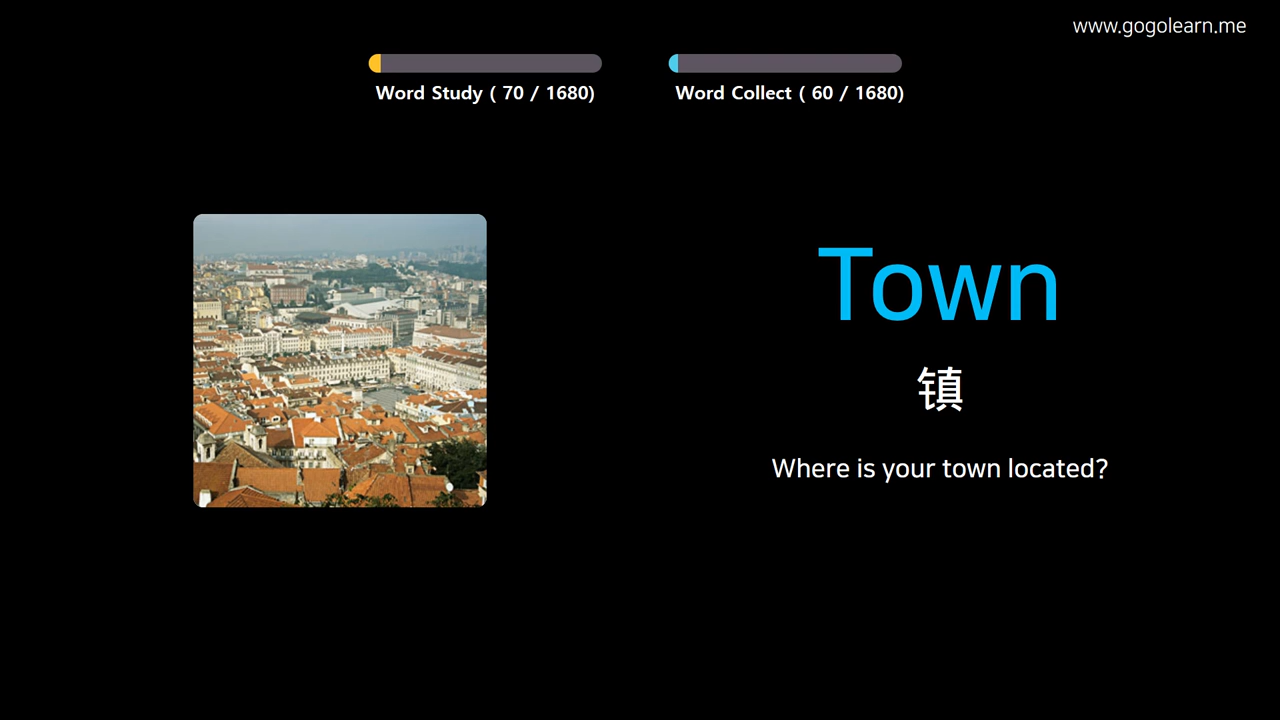 www.gogolearn.me
Word Study ( 70 / 1680)
Word Collect ( 60 / 1680)
Town
镇
Where is your town located?